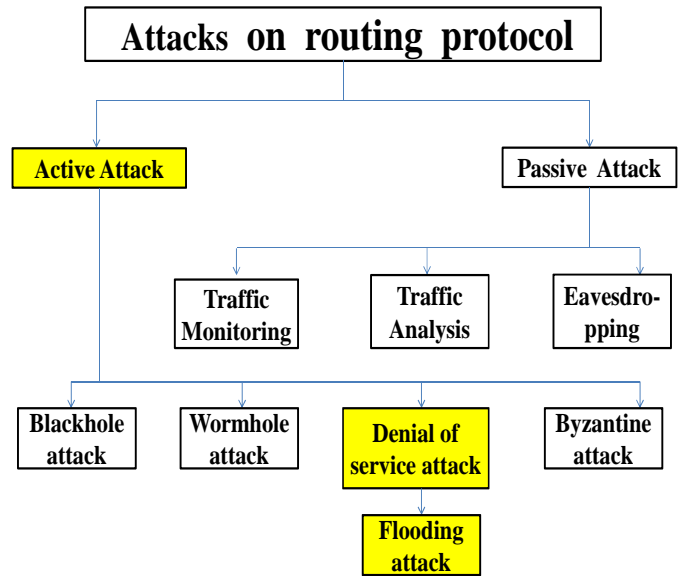 Attacks on routing protocol
Active Attack
Passive Attack
Traffic
Monitoring
Traffic
Analysis
Eavesdro-
pping
Blackhole
attack
Wormhole
attack
Denial of
service attack
Byzantine
attack
Flooding
attack